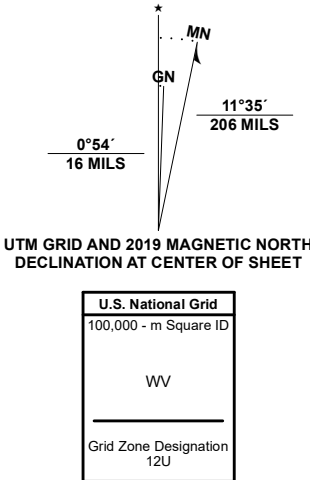 ★
MN
GN
11°35´
206 MILS
0°54´
16 MILS
UTM GRID AND 2019 MAGNETIC NORTH
DECLINATION AT CENTER OF SHEET
U.S. National Grid
100,000 - m Square ID
WV
Grid Zone Designation
12U